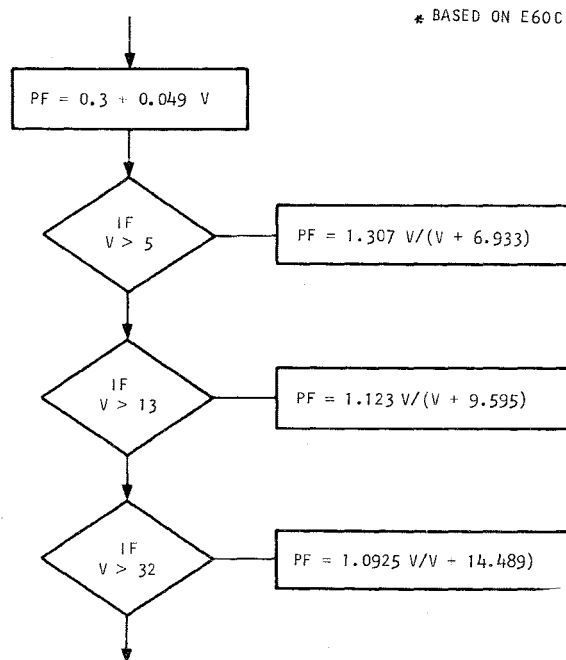 * BASED ON E60C
PF = 0.3 + 0.049 V
IF
V > 5
PF = 1.307 V/(V + 6.933)
IF
V > 13
PF = 1.123 V/(V + 9.595)
IF
V > 32
PF = 1.0925 V/V + 14.489)